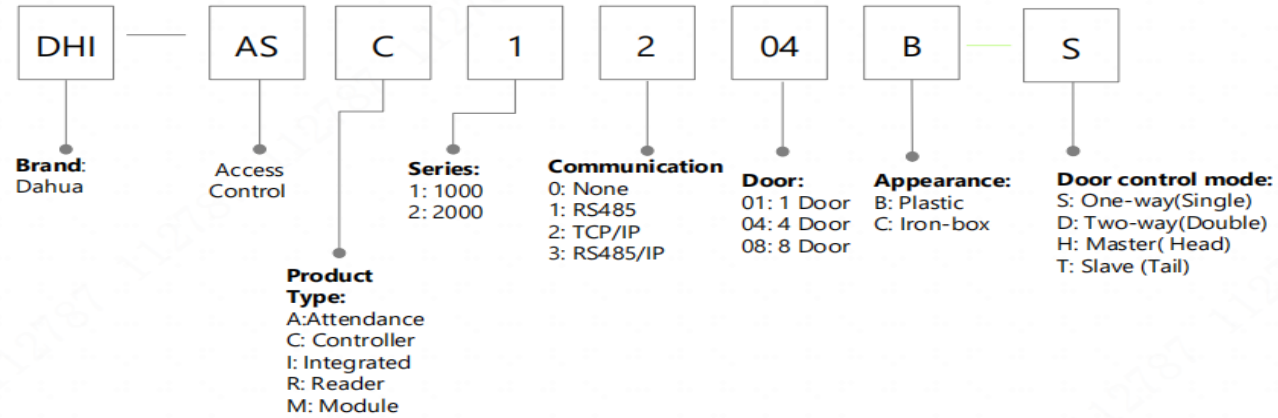 DHI AS C 1 2 04 B S
Brand:
Dahua
Access
Control
Product
Type:
A:Attendance
C: Controller
I: Integrated
R: Reader
M: Module
Series:
1: 1000
2: 2000
Communication
0: None
1: RS485
2: TCP/IP
3: RS485/IP
Door:
01: 1 Door
04: 4 Door
08: 8 Door
Appearance:
B: Plastic
C: Iron-box
Door control mode:
S: One-way(Single)
D: Two-way(Double)
H: Master( Head)
T: Slave (Tail)